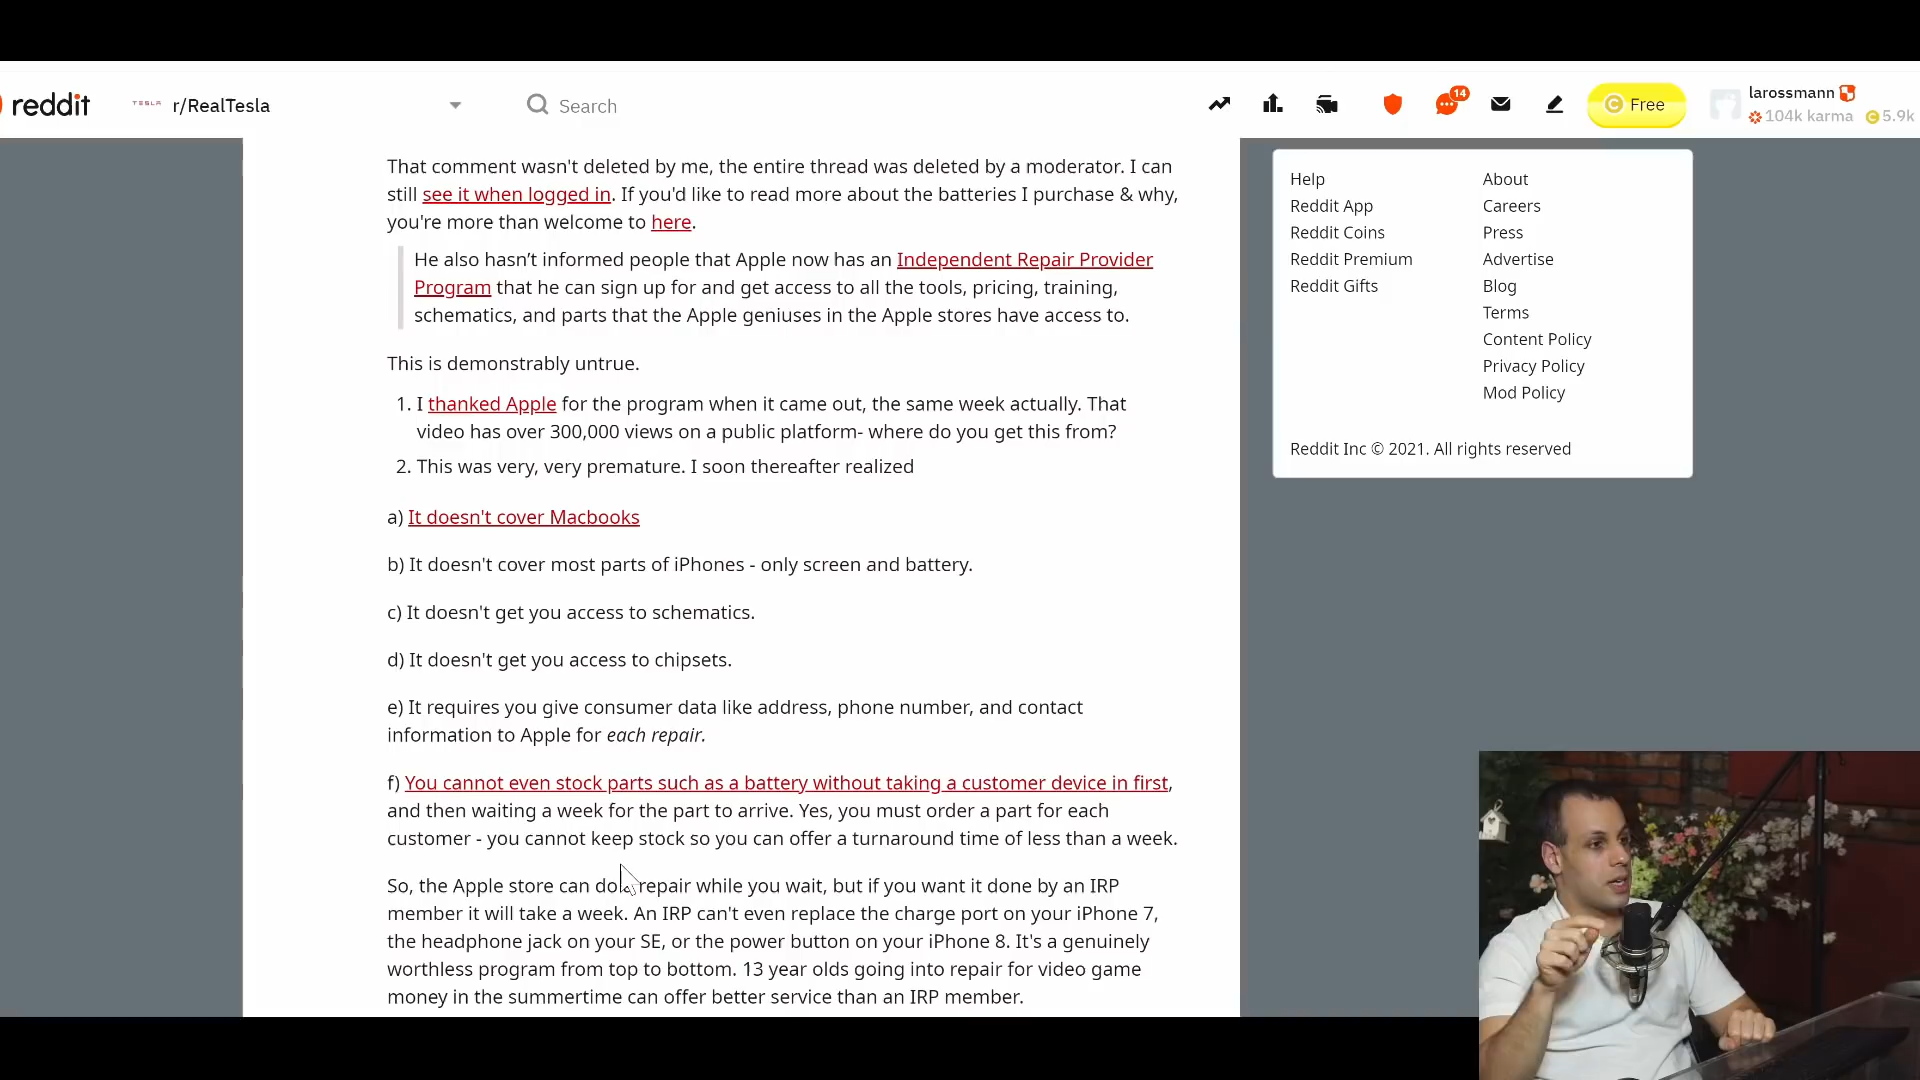 reddit
TESLA
r/RealTesla
Search
14
Free
larossmann
104k karma
5.9k
That comment wasn't deleted by me, the entire thread was deleted by a moderator. I can
still see it when logged in. If you'd like to read more about the batteries I purchase & why,
you're more than welcome to here.
He also hasn’t informed people that Apple now has an Independent Repair Provider
Program that he can sign up for and get access to all the tools, pricing, training,
schematics, and parts that the Apple geniuses in the Apple stores have access to.
This is demonstrably untrue.
1. I thanked Apple for the program when it came out, the same week actually. That
video has over 300,000 views on a public platform- where do you get this from?
2. This was very, very premature. I soon thereafter realized
a) It doesn't cover Macbooks
b) It doesn't cover most parts of iPhones - only screen and battery.
c) It doesn't get you access to schematics.
d) It doesn't get you access to chipsets.
e) It requires you give consumer data like address, phone number, and contact
information to Apple for each repair.
f) You cannot even stock parts such as a battery without taking a customer device in first,
and then waiting a week for the part to arrive. Yes, you must order a part for each
customer - you cannot keep stock so you can offer a turnaround time of less than a week.
So, the Apple store can do a repair while you wait, but if you want it done by an IRP
member it will take a week. An IRP can't even replace the charge port on your iPhone 7,
the headphone jack on your SE, or the power button on your iPhone 8. It's a genuinely
worthless program from top to bottom. 13 year olds going into repair for video game
money in the summertime can offer better service than an IRP member.
Help
Reddit App
Reddit Coins
Reddit Premium
Reddit Gifts
About
Careers
Press
Advertise
Blog
Terms
Content Policy
Privacy Policy
Mod Policy
Reddit Inc © 2021. All rights reserved